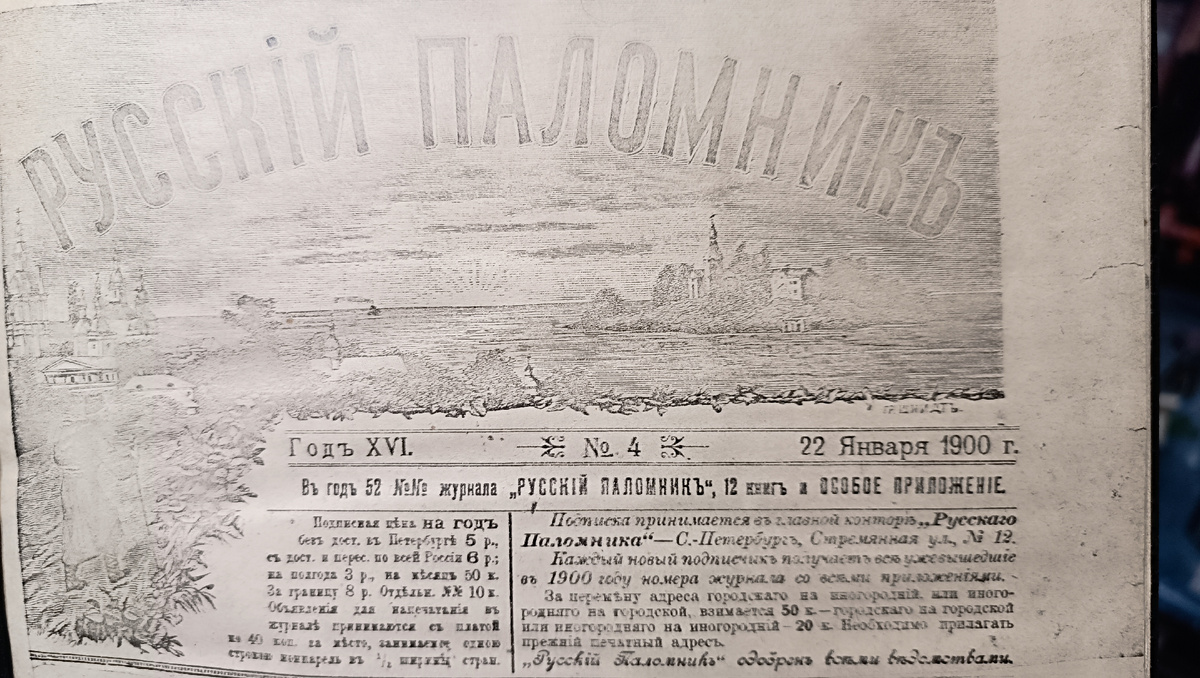 РУССКІЙ ПАЛОМНИКЪ
Годъ XVI.
№ 4
22 Января 1900 г.
Въ годъ 52 №№ журнала „РУССКІЙ ПАЛОМНИКЪ“, 12 книгъ и ОСОБОЕ ПРИЛОЖЕНІЕ.
Подписная цѣна на годъ
безъ дост. въ Петербургѣ 5 р.,
съ дост. и перес. по всей Россіи 6 р.;
на полгода 3 р., на мѣсяцъ 50 к.
За границу 8 р. Отдѣльн. №№ 10 к.
Объявленія для напечатанія въ
журналѣ принимаются съ платой
по 40 коп. за мѣсто, занимаемое одною
строкою нонпарель въ ¹/₂ ширины стран.
Подписка принимается въ главной конторѣ „Русскаго
Паломника“—С.-Петербургъ, Стремянная ул., № 12.
Каждый новый подписчикъ получаетъ всѣ уже вышедшіе
въ 1900 году номера журнала со всѣми приложеніями.
За перемѣну адреса городскаго на иногородній, или иного-
родняго на городской, взимается 50 к.—городскаго на городской
или иногородняго на иногородній—20 к. Необходимо прилагать
прежній печатный адресъ.
„Русскій Паломникъ“ одобренъ всѣми вѣдомствами.